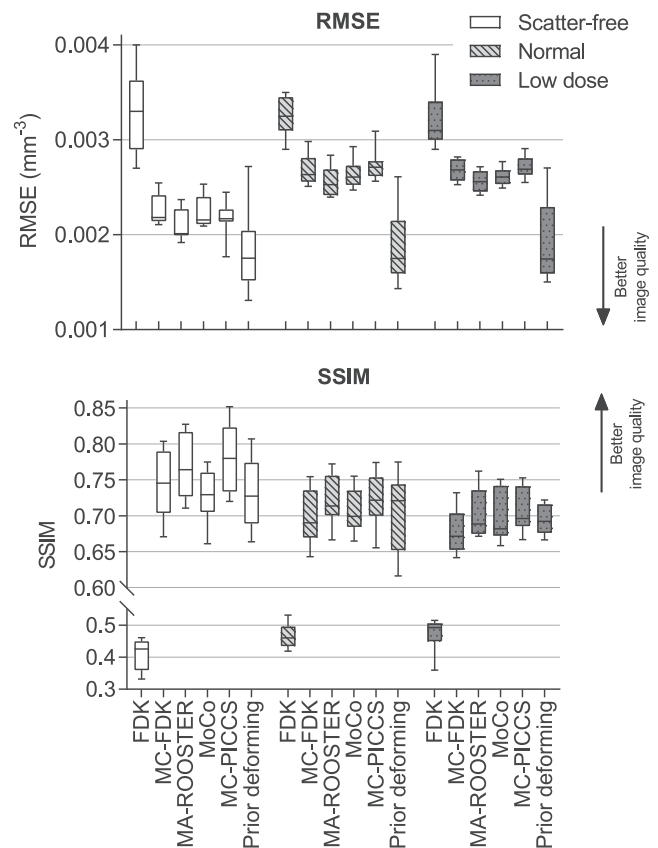 RMSE
Scatter-free
Normal
Low dose
RMSE (mm-3)
0.004
0.003
0.002
0.001
Better
image quality
SSIM
Better
image quality
SSIM
0.85
0.80
0.75
0.70
0.65
0.60
0.5
0.4
0.3
FDK
MC-FDK
MA-ROOSTER
MoCo
MC-PICCS
Prior deforming
FDK
MC-FDK
MA-ROOSTER
MoCo
MC-PICCS
Prior deforming
FDK
MC-FDK
MA-ROOSTER
MoCo
MC-PICCS
Prior deforming